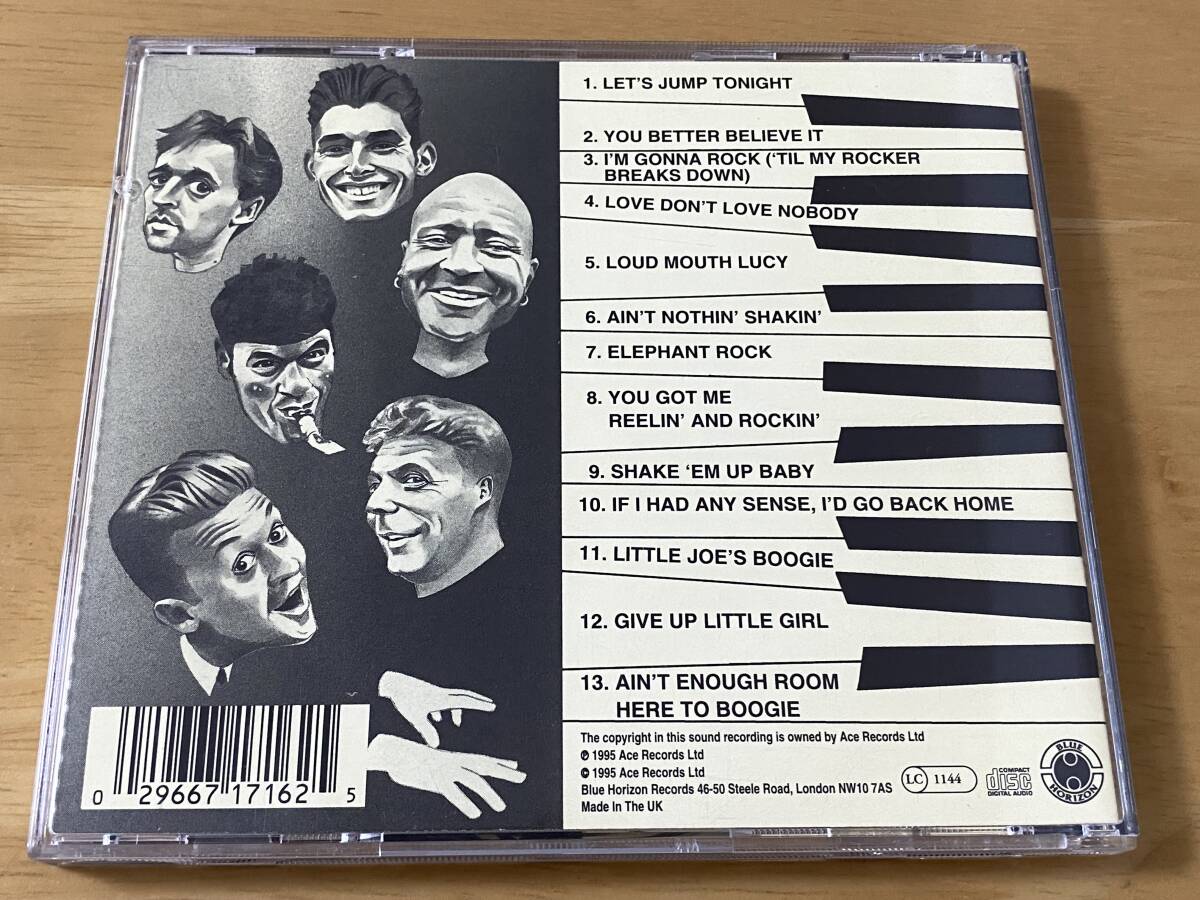 1. LET'S JUMP TONIGHT
2. YOU BETTER BELIEVE IT
3. I'M GONNA ROCK ('TIL MY ROCKER
BREAKS DOWN)
4. LOVE DON'T LOVE NOBODY
5. LOUD MOUTH LUCY
6. AIN'T NOTHIN' SHAKIN'
7. ELEPHANT ROCK
8. YOU GOT ME
REELIN' AND ROCKIN'
9. SHAKE 'EM UP BABY
10. IF I HAD ANY SENSE, I'D GO BACK HOME
11. LITTLE JOE'S BOOGIE
12. GIVE UP LITTLE GIRL
13. AIN'T ENOUGH ROOM
HERE TO BOOGIE
The copyright in this sound recording is owned by Ace Records Ltd
℗ 1995 Ace Records Ltd
© 1995 Ace Records Ltd
Blue Horizon Records 46-50 Steele Road, London NW10 7AS
Made in The UK
LC 1144
COMPACT
disc
DIGITAL AUDIO
BLUE
HORIZON
0 29667 17162 5